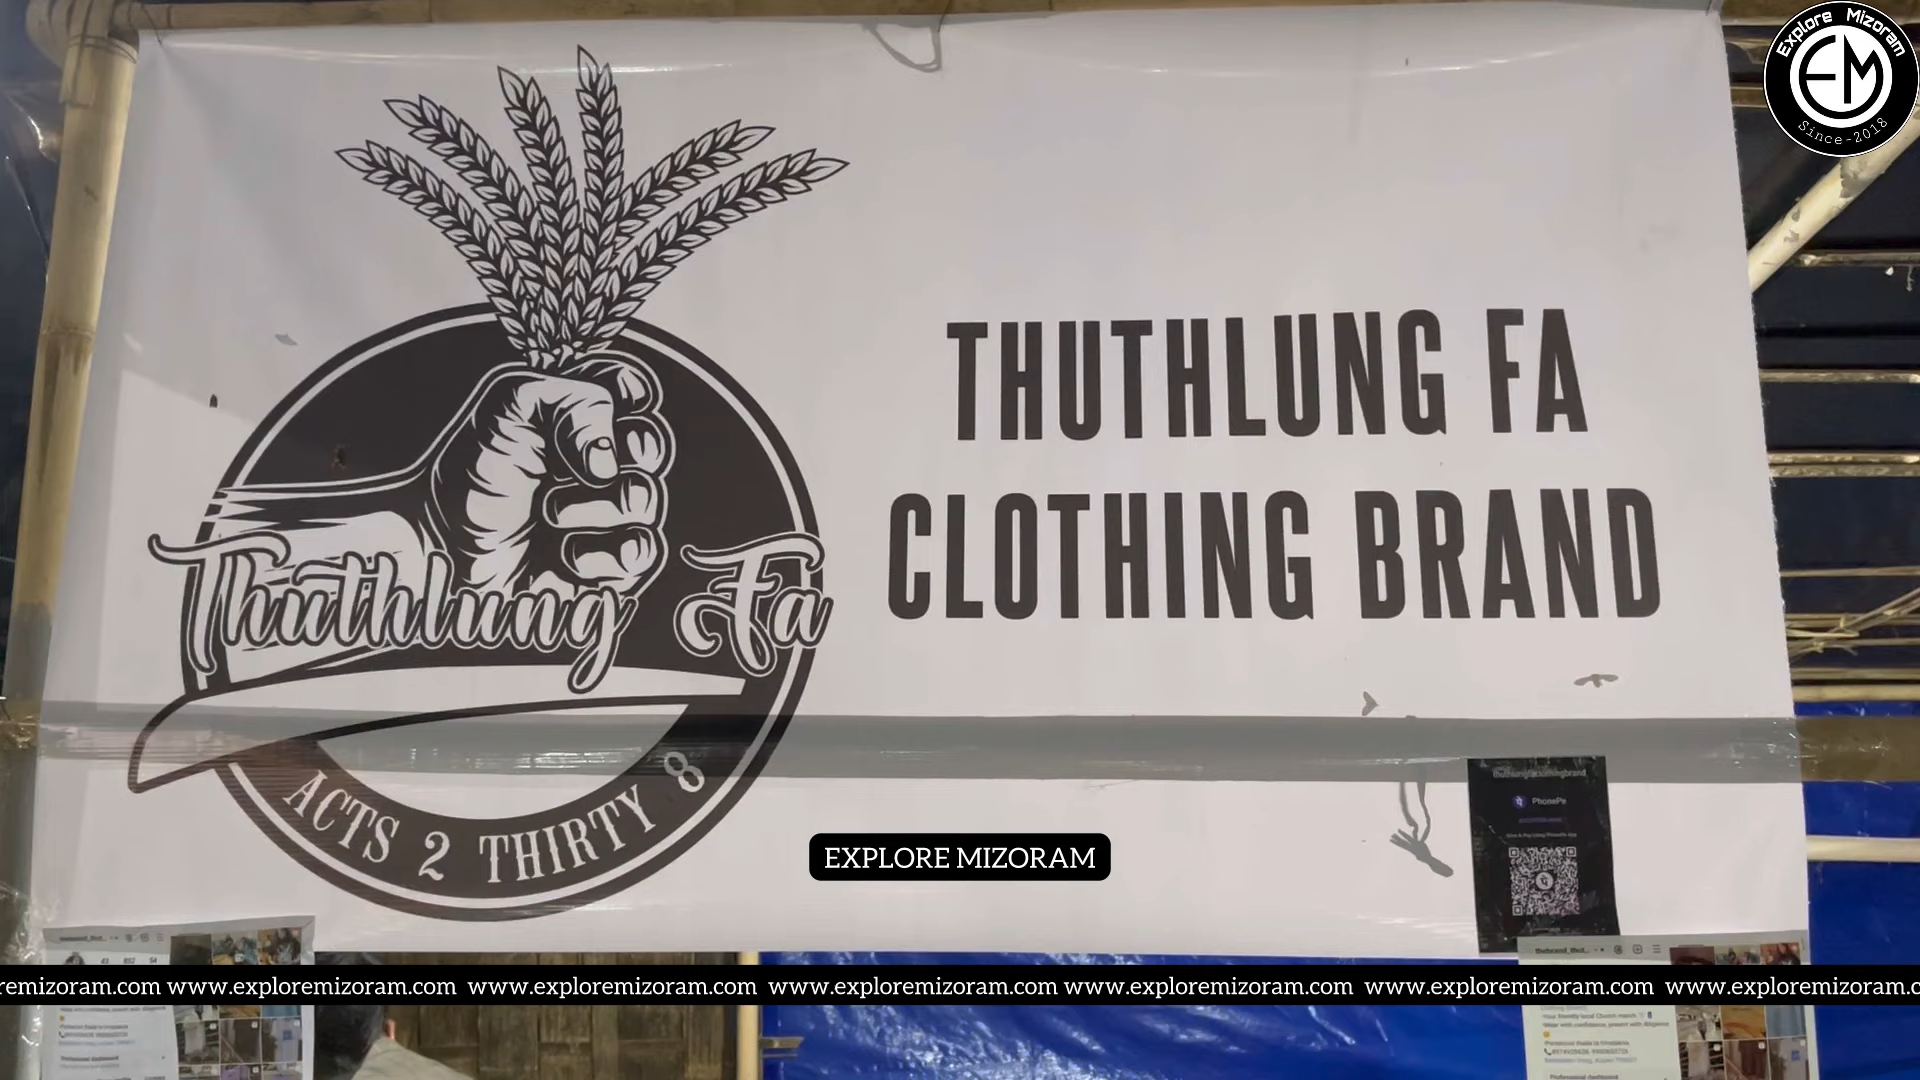 Explore Mizoram
EM
Since-2018
THUTHLUNG FA
CLOTHING BRAND
Thuthlung Fa
ACTS 2 THIRTY 8
PhonePe
EXPLORE MIZORAM
www.exploremizoram.com www.exploremizoram.com www.exploremizoram.com www.exploremizoram.com www.exploremizoram.com